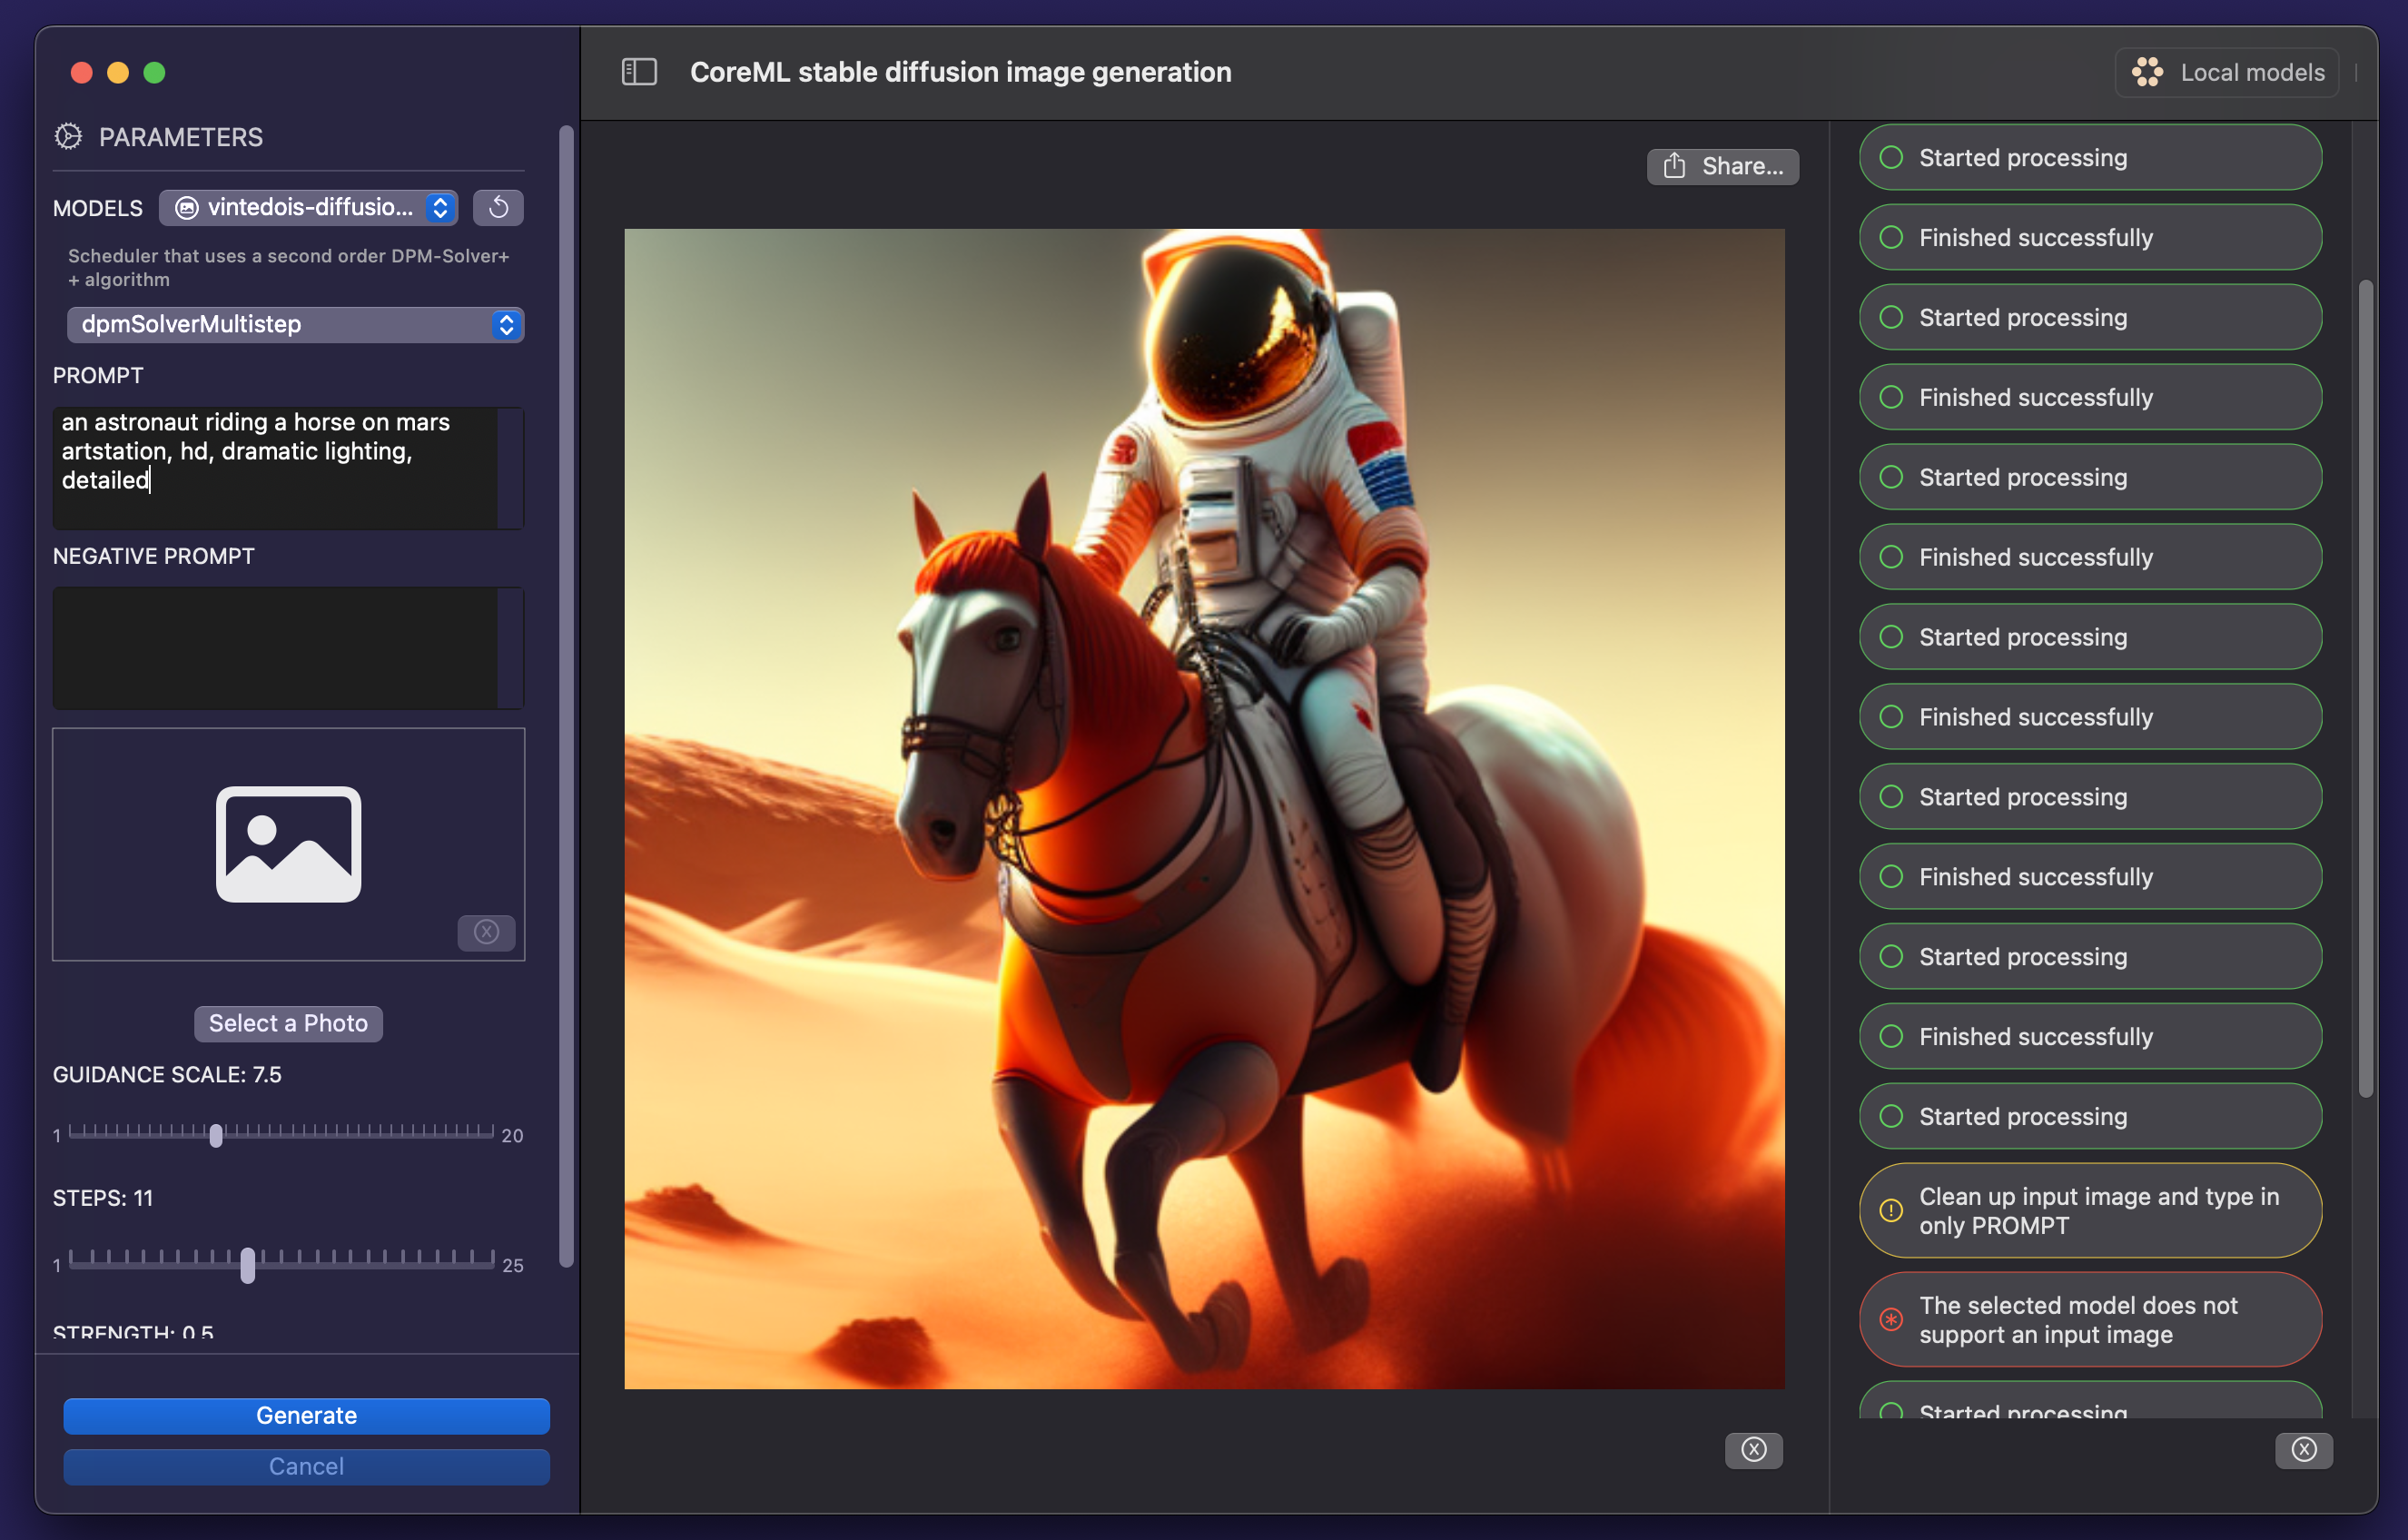 CoreML stable diffusion image generation
Local models
PARAMETERS
MODELS
vintedois-diffusio...
Scheduler that uses a second order DPM-Solver+
+ algorithm
dpmSolverMultistep
PROMPT
an astronaut riding a horse on mars
artstation, hd, dramatic lighting,
detailed
NEGATIVE PROMPT
Select a Photo
GUIDANCE SCALE: 7.5
1
20
STEPS: 11
1
25
STRENGTH: 0.5
Generate
Cancel
Share...
Started processing
Finished successfully
Started processing
Finished successfully
Started processing
Finished successfully
Started processing
Finished successfully
Started processing
Finished successfully
Started processing
Finished successfully
Started processing
Clean up input image and type in
only PROMPT
The selected model does not
support an input image
Started processing